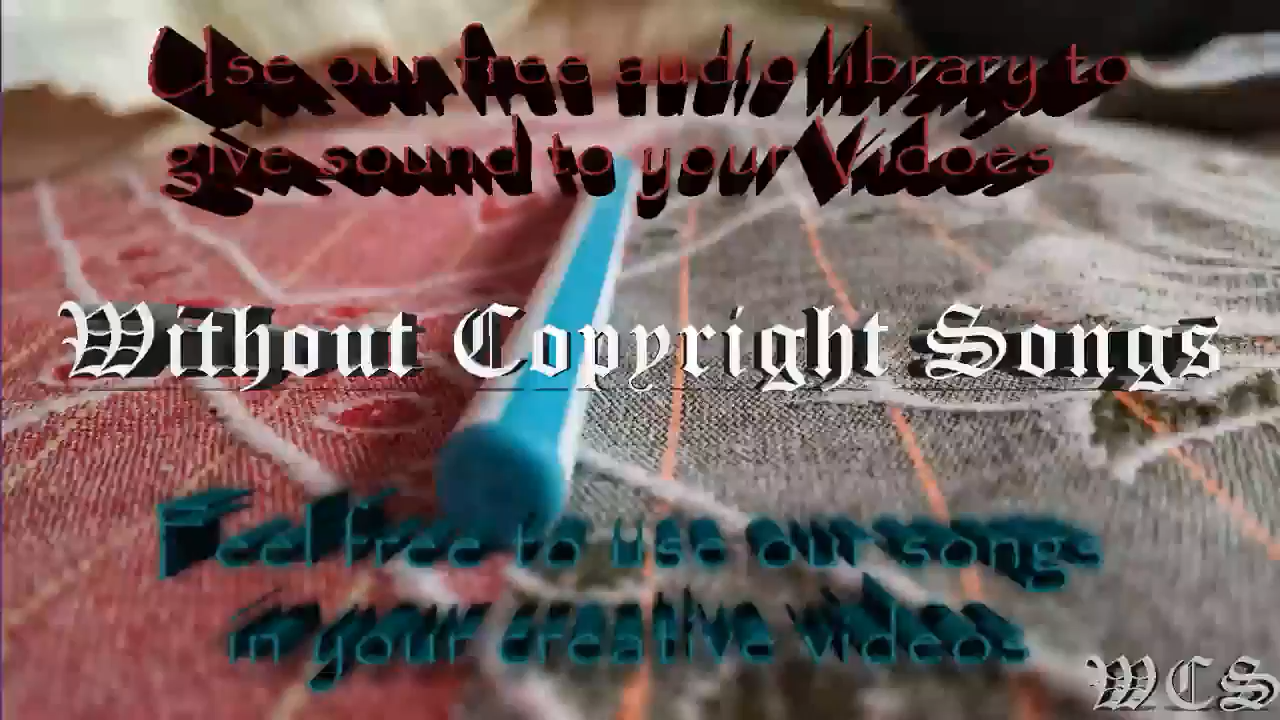 Use our free audio library to
give sound to your Vidoes
Without Copyright Songs
Feel free to use our songs
in your creative videos
WCS